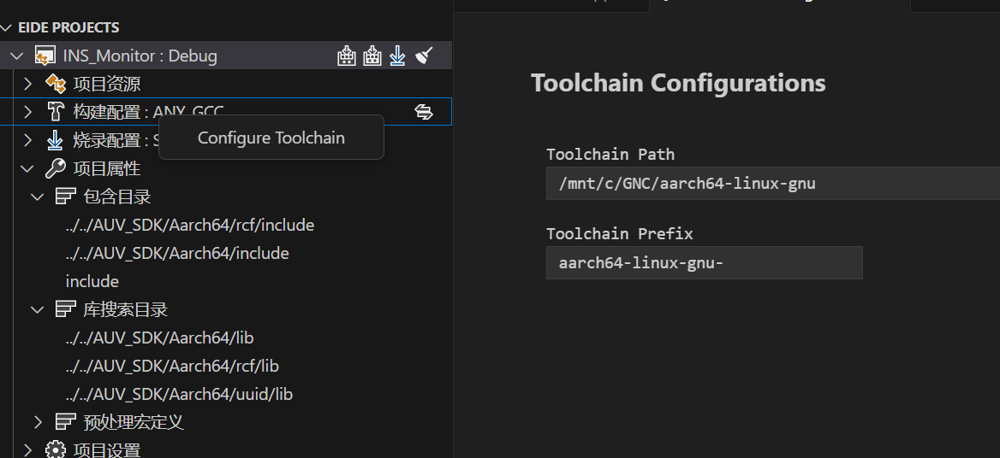 EIDE PROJECTS
INS_Monitor : Debug
项目资源
构建配置 : ANY_GCC
Configure Toolchain
烧录配置 : S
项目属性
包含目录
../../AUV_SDK/Aarch64/rcf/include
../../AUV_SDK/Aarch64/include
include
库搜索目录
../../AUV_SDK/Aarch64/lib
../../AUV_SDK/Aarch64/rcf/lib
../../AUV_SDK/Aarch64/uuid/lib
预处理宏定义
项目设置
Toolchain Configurations
Toolchain Path
/mnt/c/GNC/aarch64-linux-gnu
Toolchain Prefix
aarch64-linux-gnu-